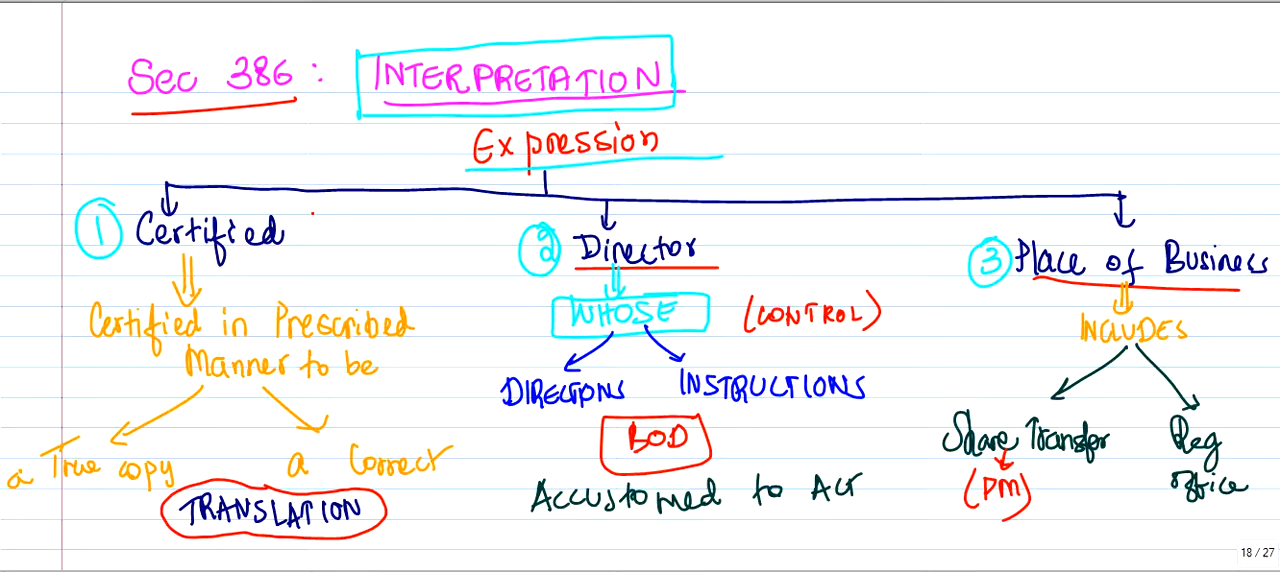 Sec 386 : INTERPRETATION
Expression
1 Certified
Certified in Prescribed
Manner to be
a True copy
a Correct
TRANSLATION
2 Director
WHOSE (CONTROL)
DIRECTIONS INSTRUCTIONS
BOD
Accustomed to Act
3 Place of Business
INCLUDES
Share Transfer
(PM)
Reg
office
18 / 27